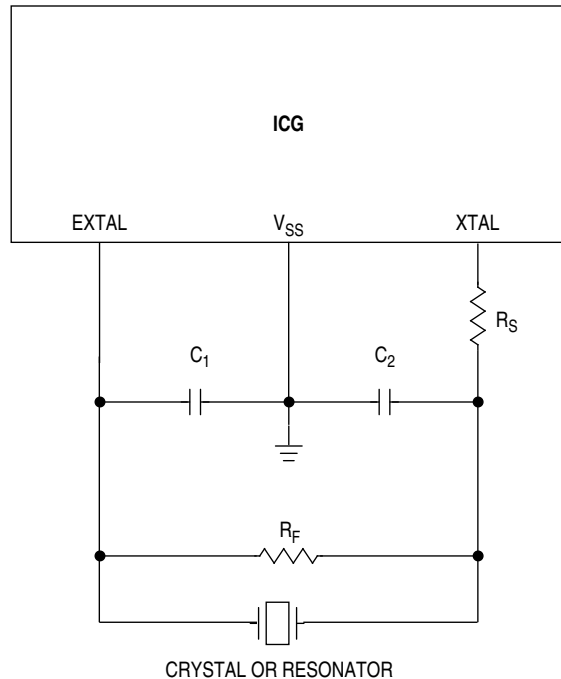 ICG
EXTAL
VSS
XTAL
RS
C1
C2
RF
CRYSTAL OR RESONATOR